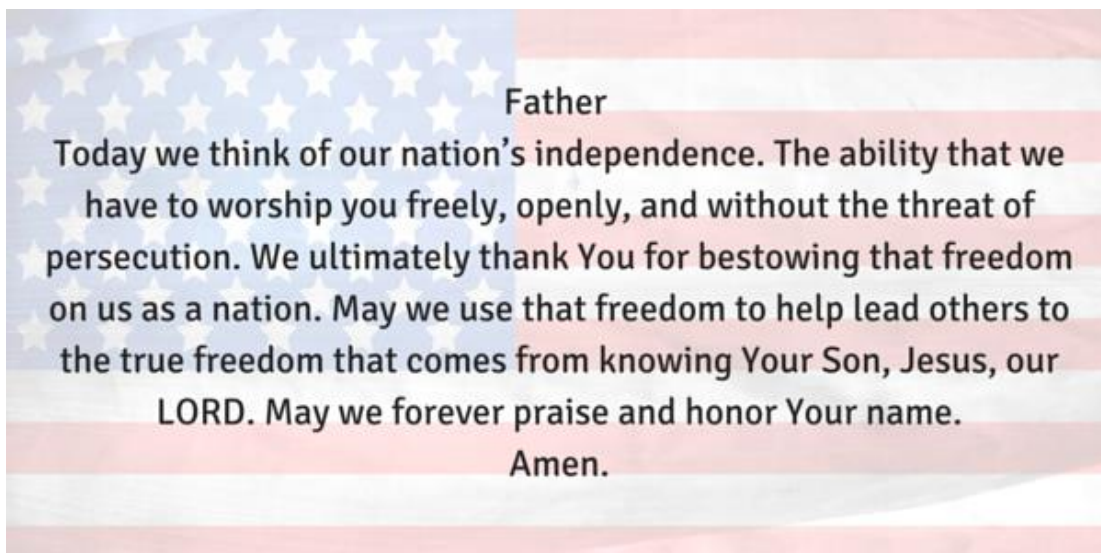 Father
Today we think of our nation’s independence. The ability that we
have to worship you freely, openly, and without the threat of
persecution. We ultimately thank You for bestowing that freedom
on us as a nation. May we use that freedom to help lead others to
the true freedom that comes from knowing Your Son, Jesus, our
LORD. May we forever praise and honor Your name.
Amen.